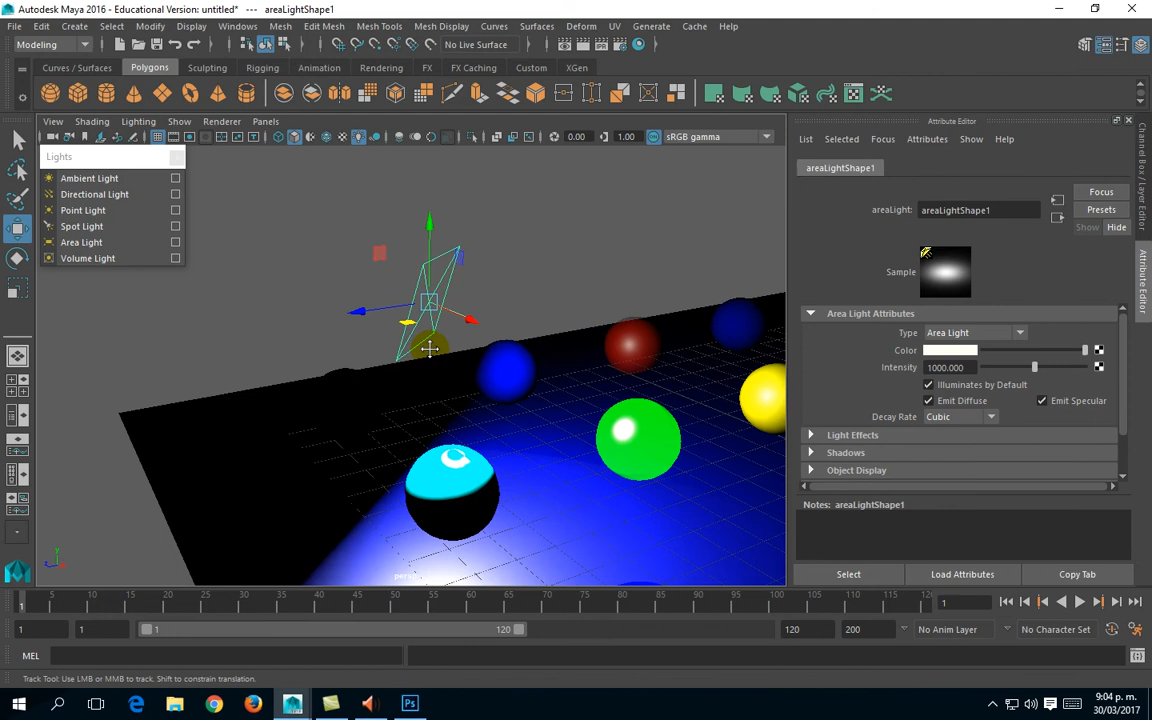 Autodesk Maya 2016 - Educational Version: untitled* --- areaLightShape1
File Edit Create Select Modify Display Windows Mesh Edit Mesh Mesh Tools Mesh Display Curves Surfaces Deform UV Generate Cache Help
Modeling No Live Surface
Curves / Surfaces Polygons Sculpting Rigging Animation Rendering FX FX Caching Custom XGen
View Shading Lighting Show Renderer Panels
0.00 1.00 sRGB gamma
Lights
Ambient Light
Directional Light
Point Light
Spot Light
Area Light
Volume Light
Attribute Editor
List Selected Focus Attributes Show Help
areaLightShape1
areaLight: areaLightShape1
Focus
Presets
Show Hide
Sample
Area Light Attributes
Type Area Light
Color
Intensity 1000.000
Illuminates by Default
Emit Diffuse Emit Specular
Decay Rate Cubic
Light Effects
Shadows
Object Display
Notes: areaLightShape1
Select Load Attributes Copy Tab
Channel Box / Layer Editor
Attribute Editor
5 10 15 20 25 30 35 40 45 50 55 60 65 70 75 80 85 90 95 100 105 110 115 120
1 1
1 1 1 120 120 200 No Anim Layer No Character Set
MEL
Track Tool: Use LMB or MMB to track. Shift to constrain translation.
Ps
9:04 p. m.
30/03/2017